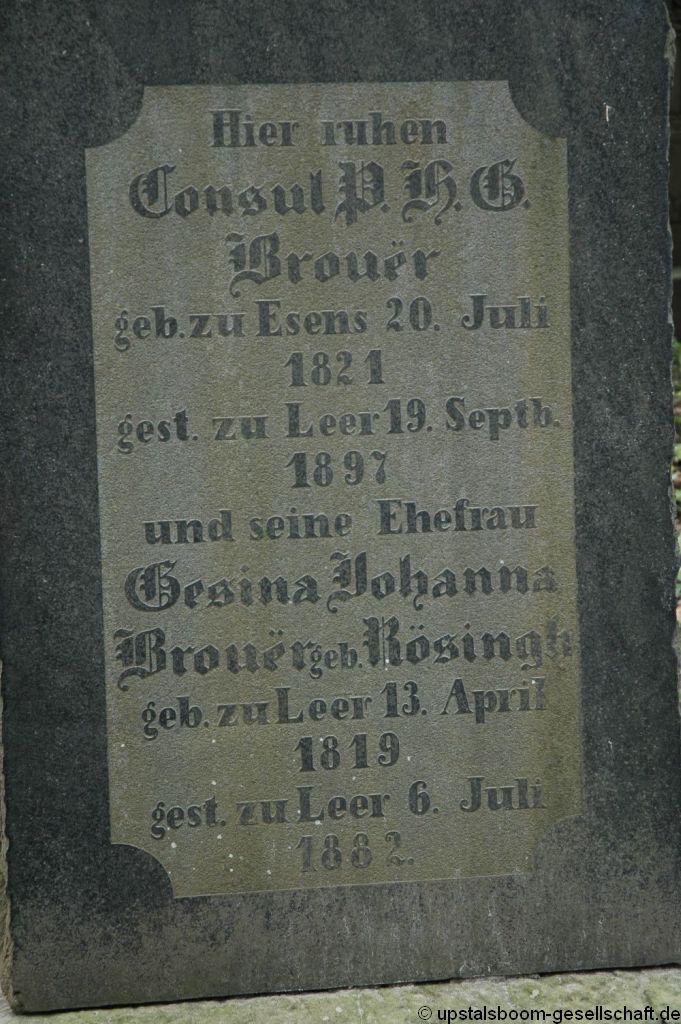 Hier ruhen
Consul P. H. G.
Brouër
geb. zu Esens 20. Juli
1821
gest. zu Leer 19. Septb.
1897
und seine Ehefrau
Gesina Johanna
Brouër geb. Rösingh
geb. zu Leer 13. April
1819
gest. zu Leer 6. Juli
1882.
© upstalsboom-gesellschaft.de